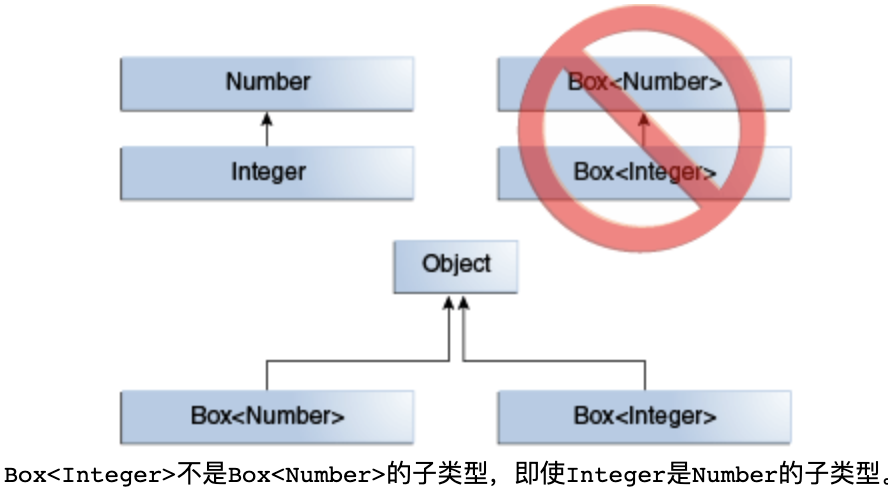 Number
Box<Number>
Integer
Box<Integer>
Object
Box<Number>
Box<Integer>
Box<Integer>不是Box<Number>的子类型，即使Integer是Number的子类型。